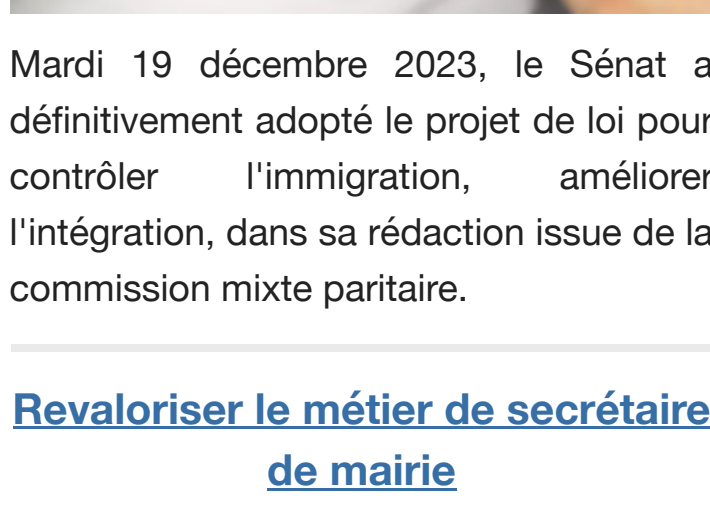 Mardi 19 décembre 2023, le Sénat a
définitivement adopté le projet de loi pour
contrôler l'immigration, améliorer
l'intégration, dans sa rédaction issue de la
commission mixte paritaire.
Revaloriser le métier de secrétaire
de mairie